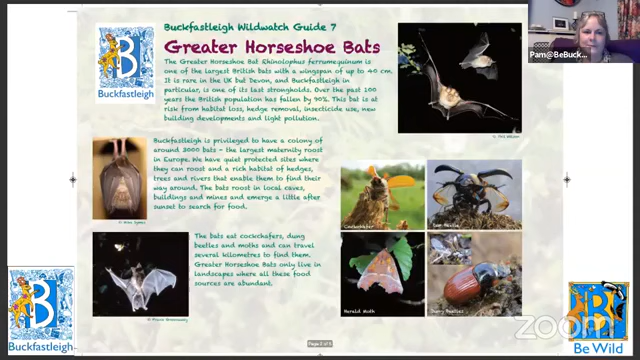 Buckfastleigh Wildwatch Guide 7
Greater Horseshoe Bats
The Greater Horseshoe Bat Rhinolophus ferrumequinum is
one of the largest British bats with a wingspan of up to 40 cm.
It is rare in the UK but Devon, and Buckfastleigh in
particular, is one of its last strongholds. Over the past 100
years the British population has fallen by 90%. This bat is at
risk from habitat loss, hedge removal, insecticide use, new
building developments and light pollution.
Buckfastleigh
Pam@BeBuck...
Buckfastleigh is privileged to have a colony of
around 3000 bats – the largest maternity roost
in Europe. We have quiet protected sites where
they can roost and a rich habitat of hedges,
trees and rivers that enable them to find their
way around. The bats roost in local caves,
buildings and mines and emerge a little after
sunset to search for food.
The bats eat cockchafers, dung
beetles and moths and can travel
several kilometres to find them.
Greater Horseshoe Bats only live in
landscapes where all these food
sources are abundant.
Cockchafer
Herald Moth
Dung Beetles
Page 2 of 5
Buckfastleigh
Be Wild
zoom